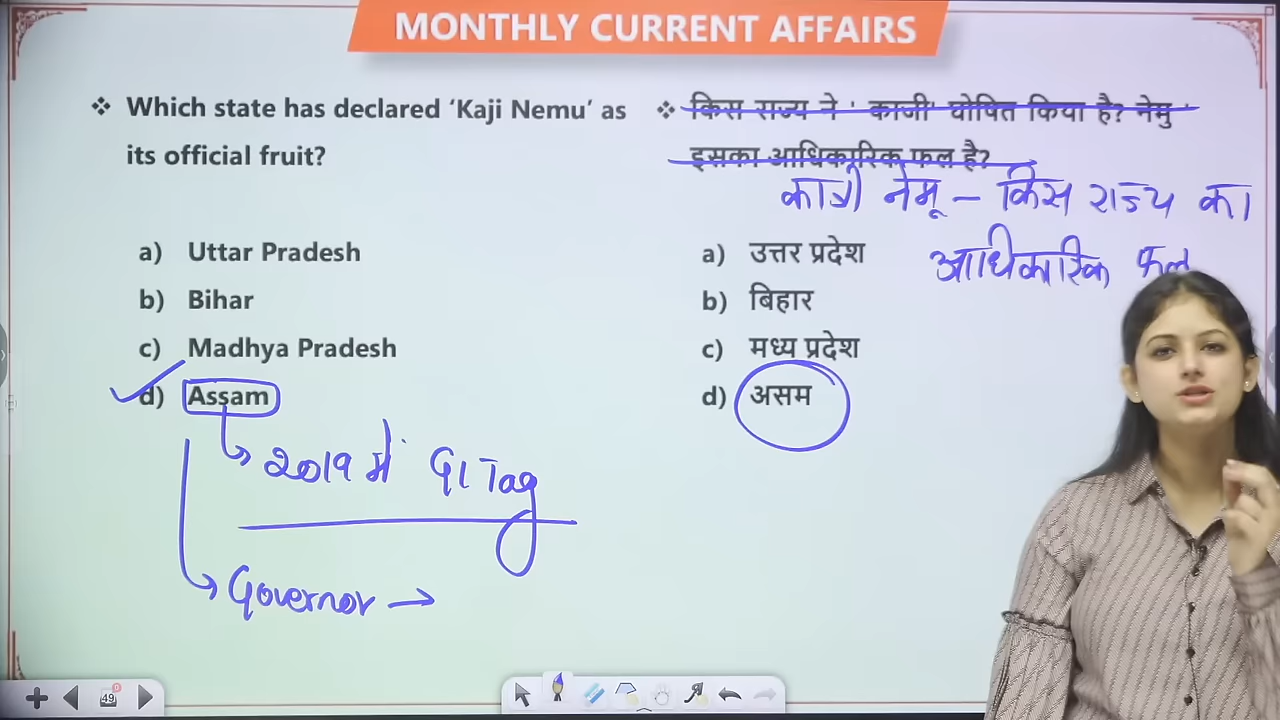 MONTHLY CURRENT AFFAIRS
❖ Which state has declared ‘Kaji Nemu’ as
its official fruit?
a) Uttar Pradesh
b) Bihar
c) Madhya Pradesh
d) Assam
2019 में GI Tag
Governor →
❖ किस राज्य ने ' काजी' घोषित किया है? नेमु '
इसका आधिकारिक फल है?
काजी नेमू – किस राज्य का
आधिकारिक फल
a) उत्तर प्रदेश
b) बिहार
c) मध्य प्रदेश
d) असम
49